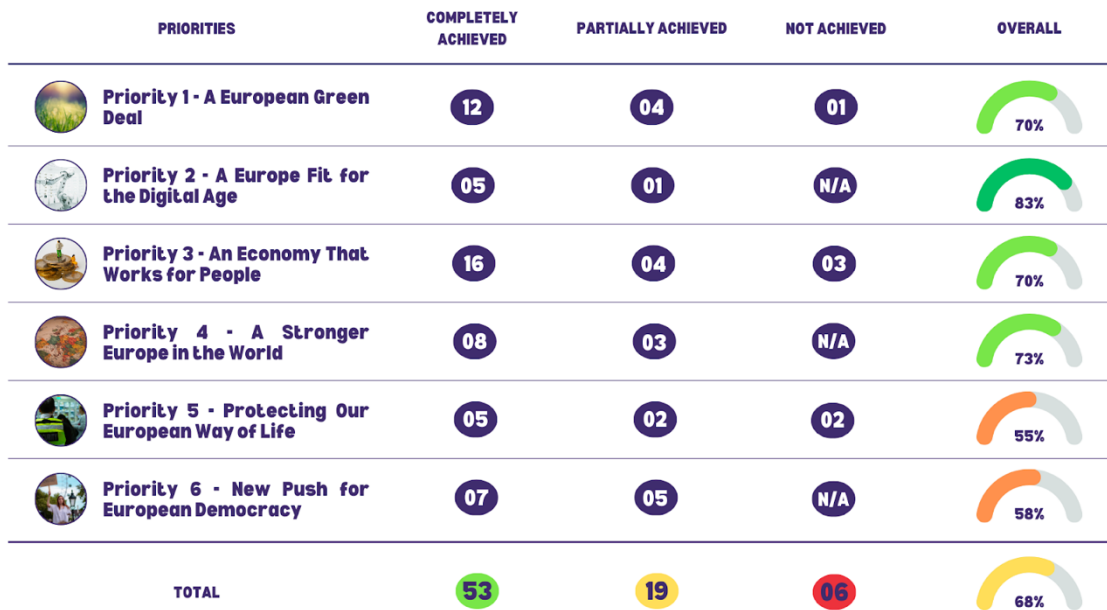 PRIORITIES COMPLETELY ACHIEVED PARTIALLY ACHIEVED NOT ACHIEVED OVERALL
Priority 1 - A European Green
Deal
12 04 01 70%
Priority 2 - A Europe Fit for
the Digital Age
05 01 N/A 83%
Priority 3 - An Economy That
Works for People
16 04 03 70%
Priority 4 - A Stronger
Europe in the World
08 03 N/A 73%
Priority 5 - Protecting Our
European Way of Life
05 02 02 55%
Priority 6 - New Push for
European Democracy
07 05 N/A 58%
TOTAL 53 19 06 68%